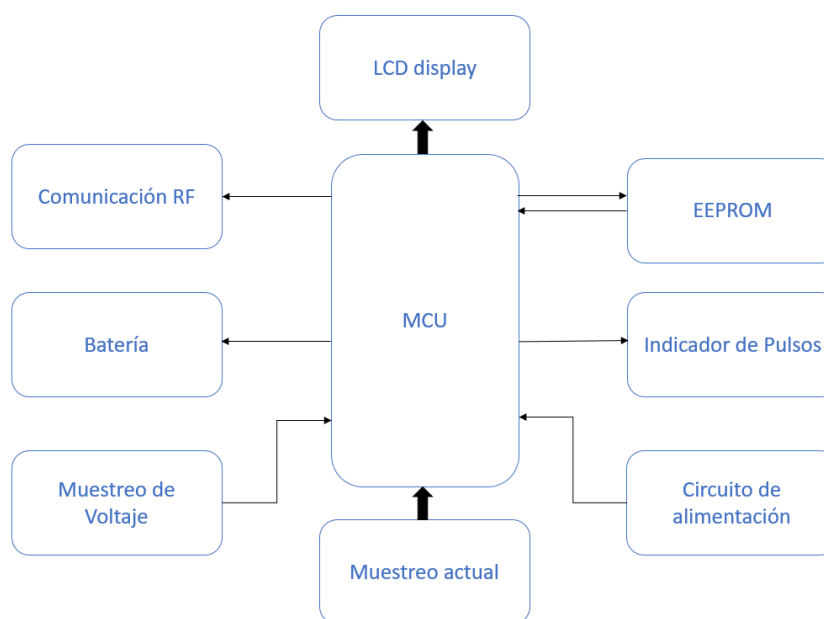 LCD display
Comunicación RF
EEPROM
MCU
Batería
Indicador de Pulsos
Muestreo de
Voltaje
Circuito de
alimentación
Muestreo actual